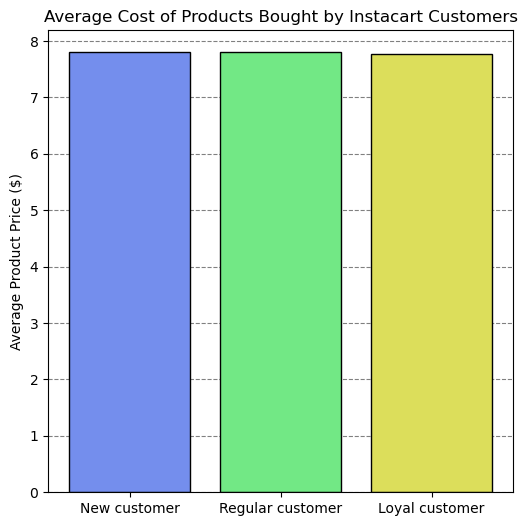 Average Cost of Products Bought by Instacart Customers
Average Product Price ($)
8
7
6
5
4
3
2
1
0
New customer
Regular customer
Loyal customer